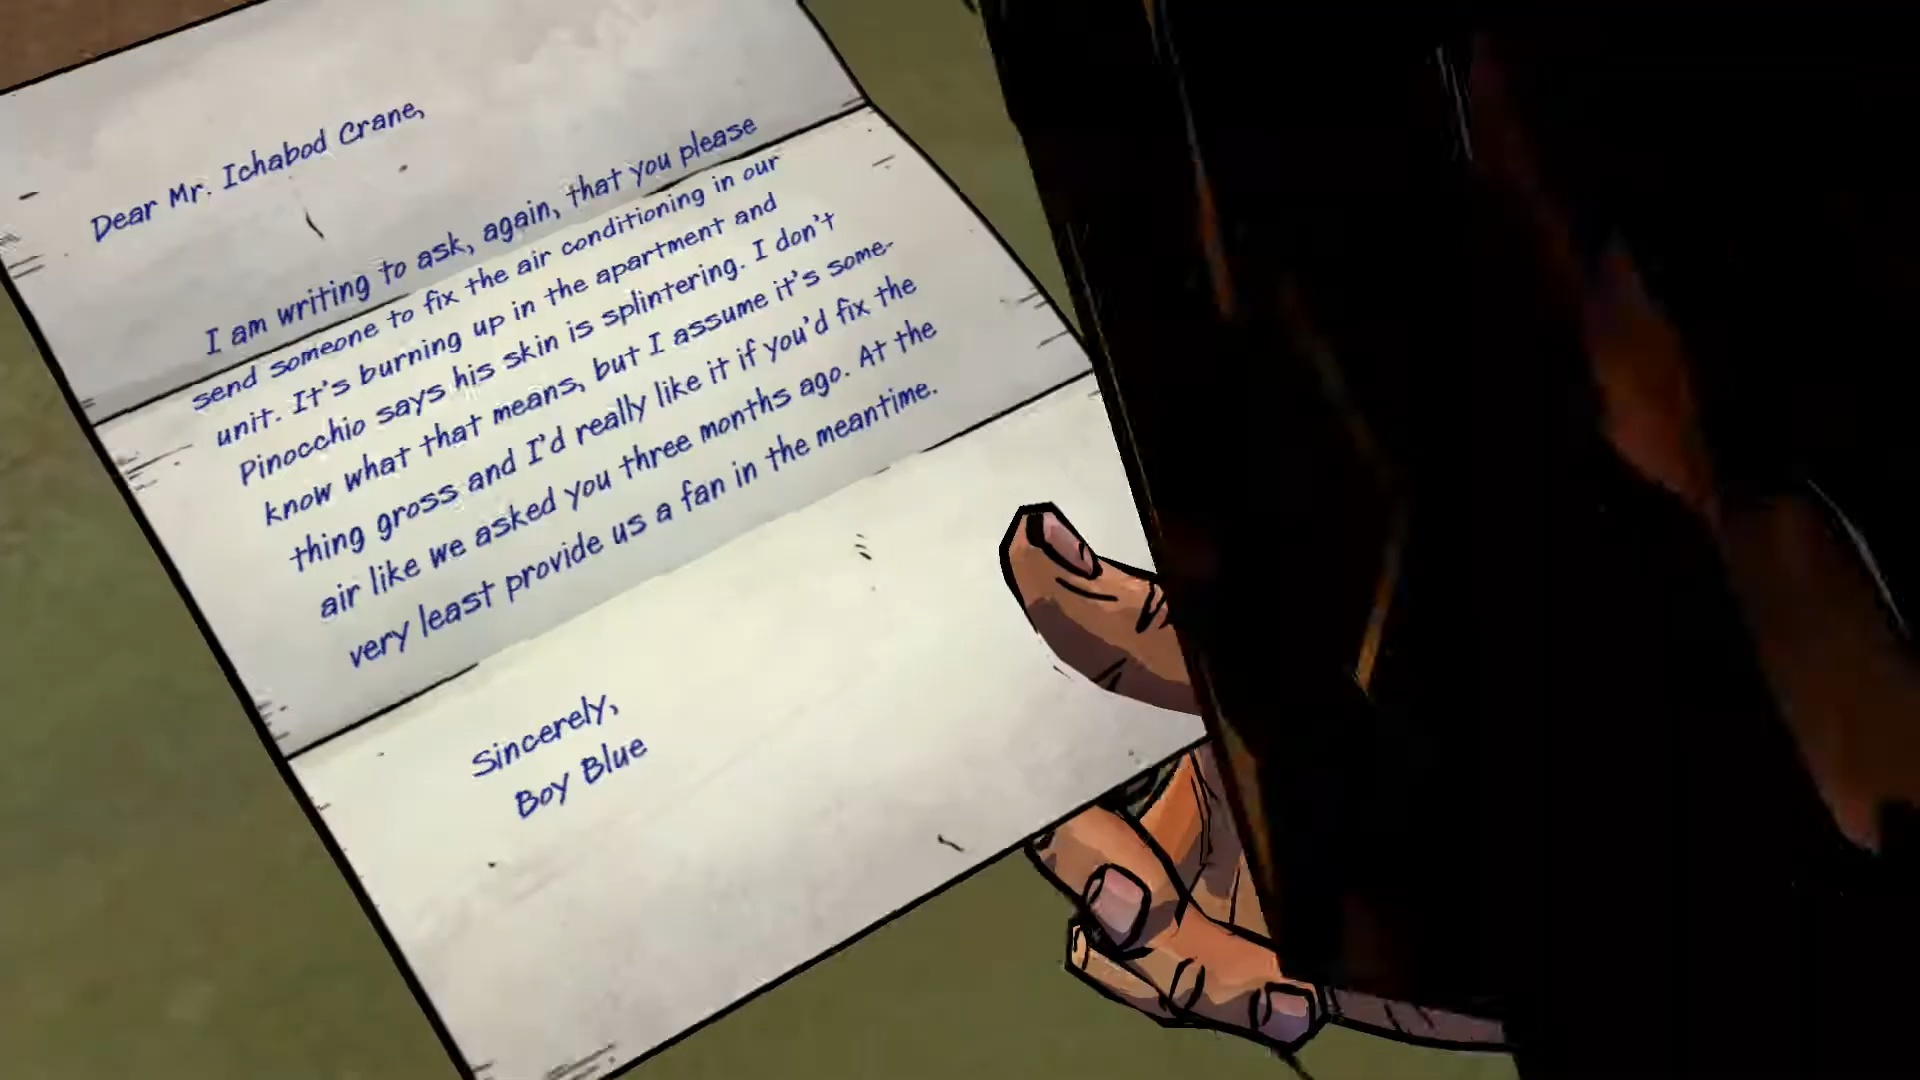 Dear Mr. Ichabod Crane,
I am writing to ask, again, that you please
send someone to fix the air conditioning in our
unit. It's burning up in the apartment and
Pinocchio says his skin is splintering. I don't
know what that means, but I assume it's some-
thing gross and I'd really like it if you'd fix the
air like we asked you three months ago. At the
very least provide us a fan in the meantime.
Sincerely,
Boy Blue